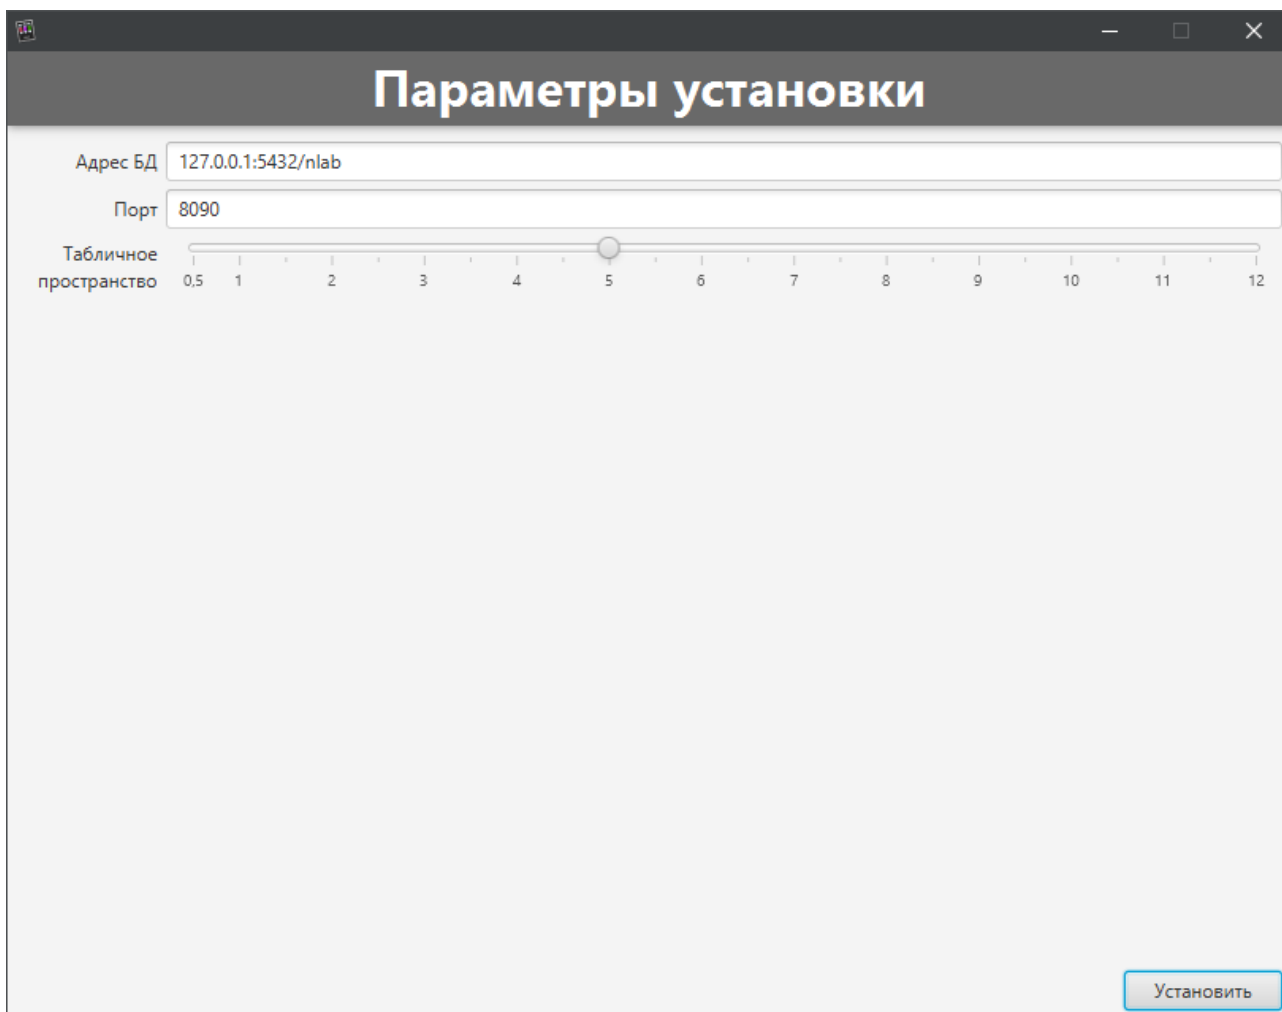 Параметры установки
Адрес БД 127.0.0.1:5432/nlab
Порт 8090
Табличное
пространство
0,5 1 2 3 4 5 6 7 8 9 10 11 12
Установить